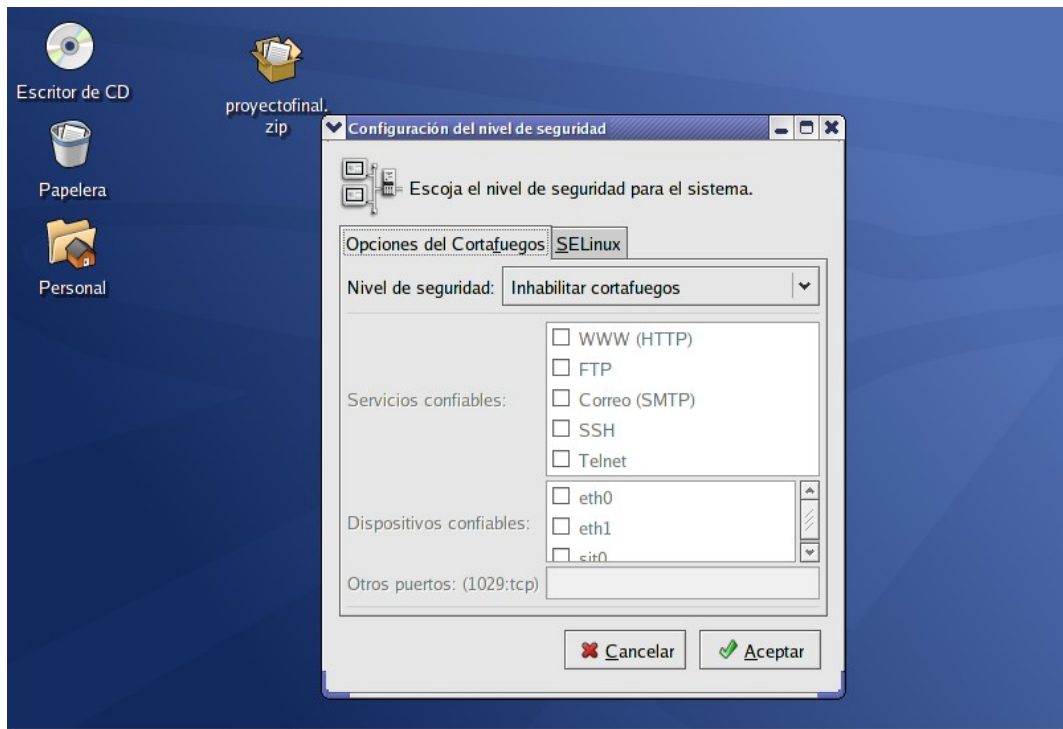 Escritor de CD
proyectofinal.
zip
Papelera
Personal
Configuración del nivel de seguridad
Escoja el nivel de seguridad para el sistema.
Opciones del Cortafuegos SELinux
Nivel de seguridad: Inhabilitar cortafuegos
WWW (HTTP)
FTP
Servicios confiables: Correo (SMTP)
SSH
Telnet
eth0
Dispositivos confiables: eth1
sit0
Otros puertos: (1029:tcp)
Cancelar Aceptar